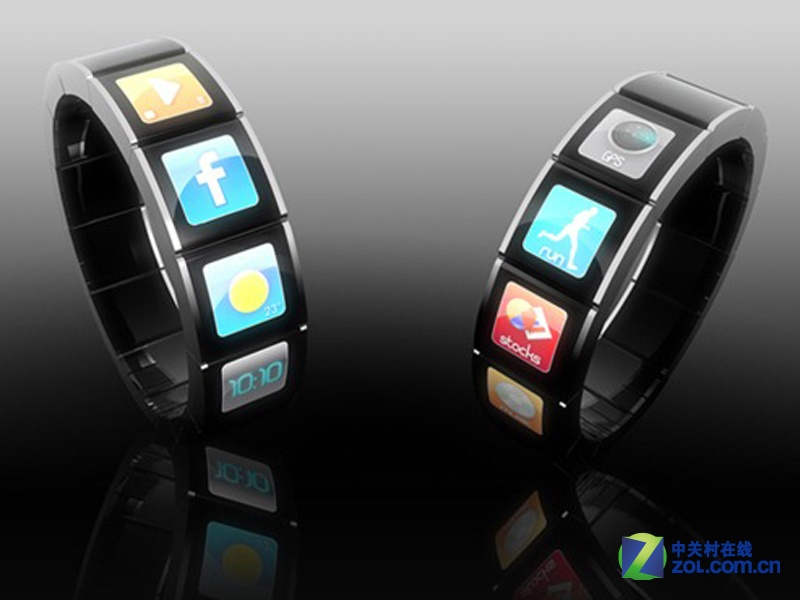 f
23°
10:10
GPS
run
stocks
中关村在线
ZOL.com.cn